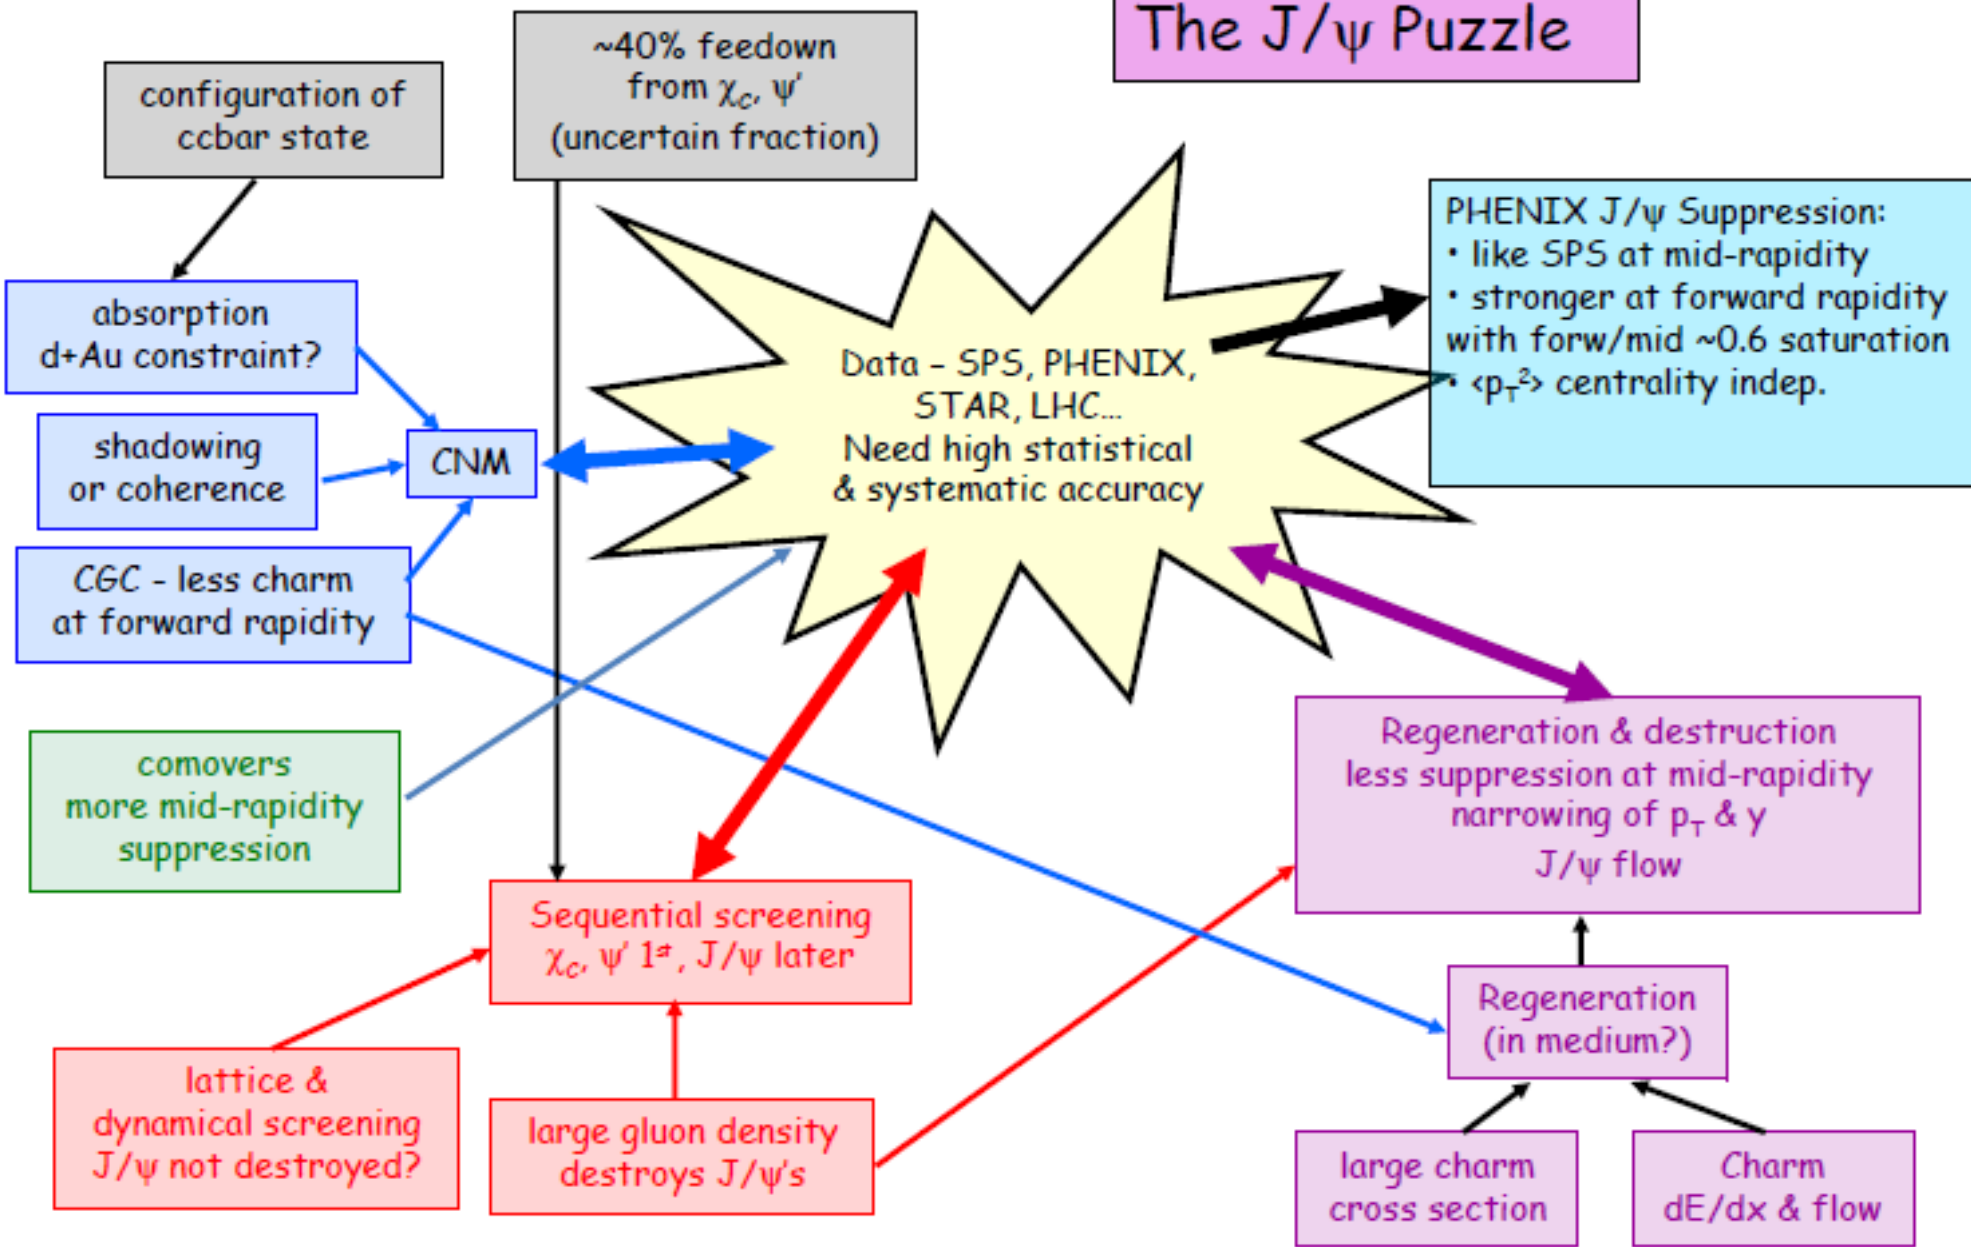 The J/ψ Puzzle
~40% feedown
from χc, ψ'
(uncertain fraction)
configuration of
ccbar state
PHENIX J/ψ Suppression:
• like SPS at mid-rapidity
• stronger at forward rapidity
with forw/mid ~0.6 saturation
• <pT²> centrality indep.
absorption
d+Au constraint?
Data – SPS, PHENIX,
STAR, LHC…
Need high statistical
& systematic accuracy
shadowing
or coherence
CNM
CGC - less charm
at forward rapidity
comovers
more mid-rapidity
suppression
Regeneration & destruction
less suppression at mid-rapidity
narrowing of pT & y
J/ψ flow
Sequential screening
χc, ψ' 1st, J/ψ later
Regeneration
(in medium?)
lattice &
dynamical screening
J/ψ not destroyed?
large gluon density
destroys J/ψ's
large charm
cross section
Charm
dE/dx & flow